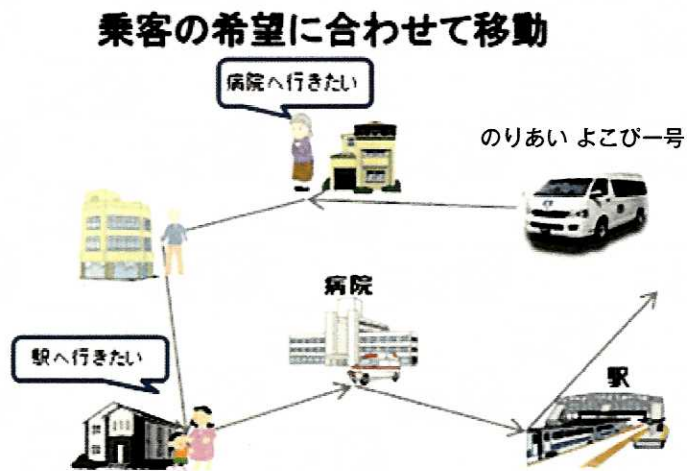 乗客の希望に合わせて移動
病院へ行きたい
のりあい よこぴー号
病院
駅へ行きたい
駅